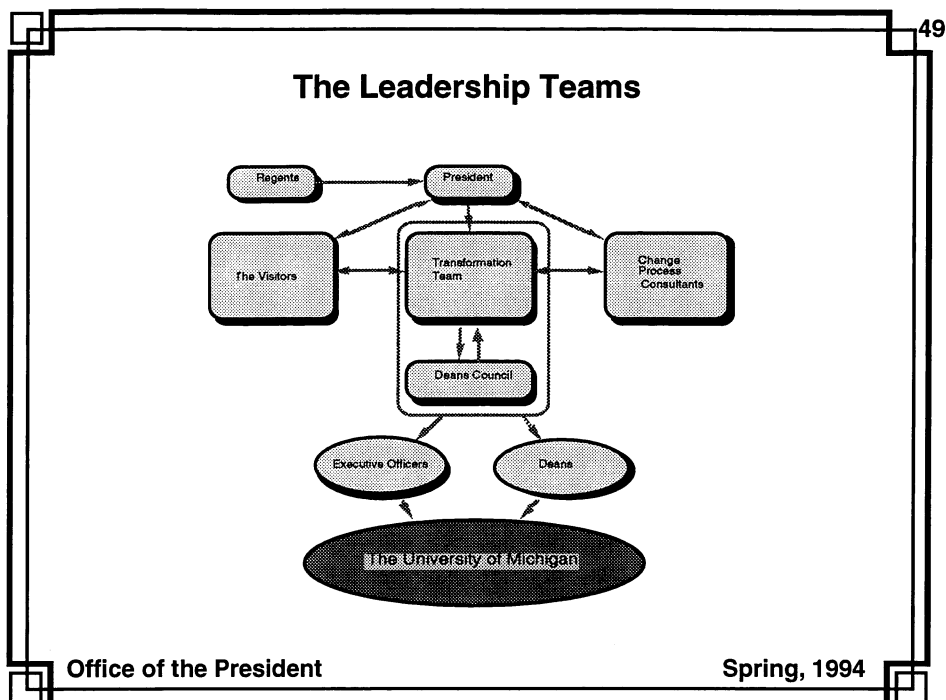 49
The Leadership Teams
Regents
President
The Visitors
Transformation
Team
Change
Process
Consultants
Deans Council
Executive Officers
Deans
The University of Michigan
Office of the President
Spring, 1994